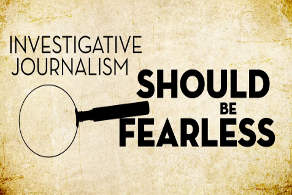 INVESTIGATIVE
JOURNALISM
SHOULD
BE
FEARLESS